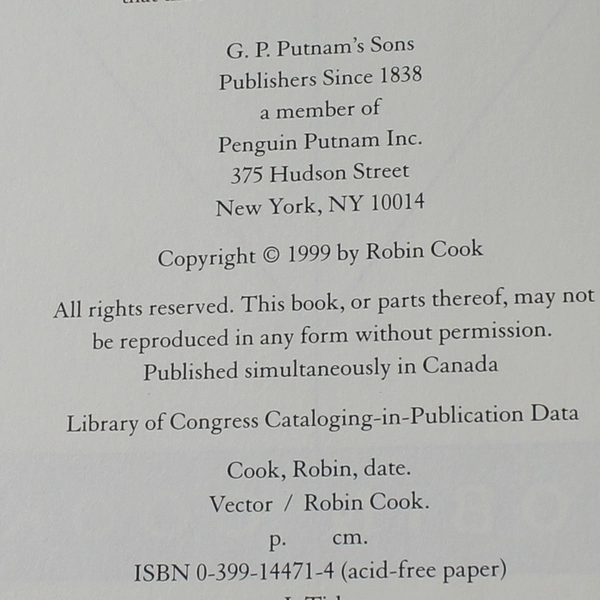 G. P. Putnam's Sons
Publishers Since 1838
a member of
Penguin Putnam Inc.
375 Hudson Street
New York, NY 10014
Copyright © 1999 by Robin Cook
All rights reserved. This book, or parts thereof, may not
be reproduced in any form without permission.
Published simultaneously in Canada
Library of Congress Cataloging-in-Publication Data
Cook, Robin, date.
Vector / Robin Cook.
p. cm.
ISBN 0-399-14471-4 (acid-free paper)